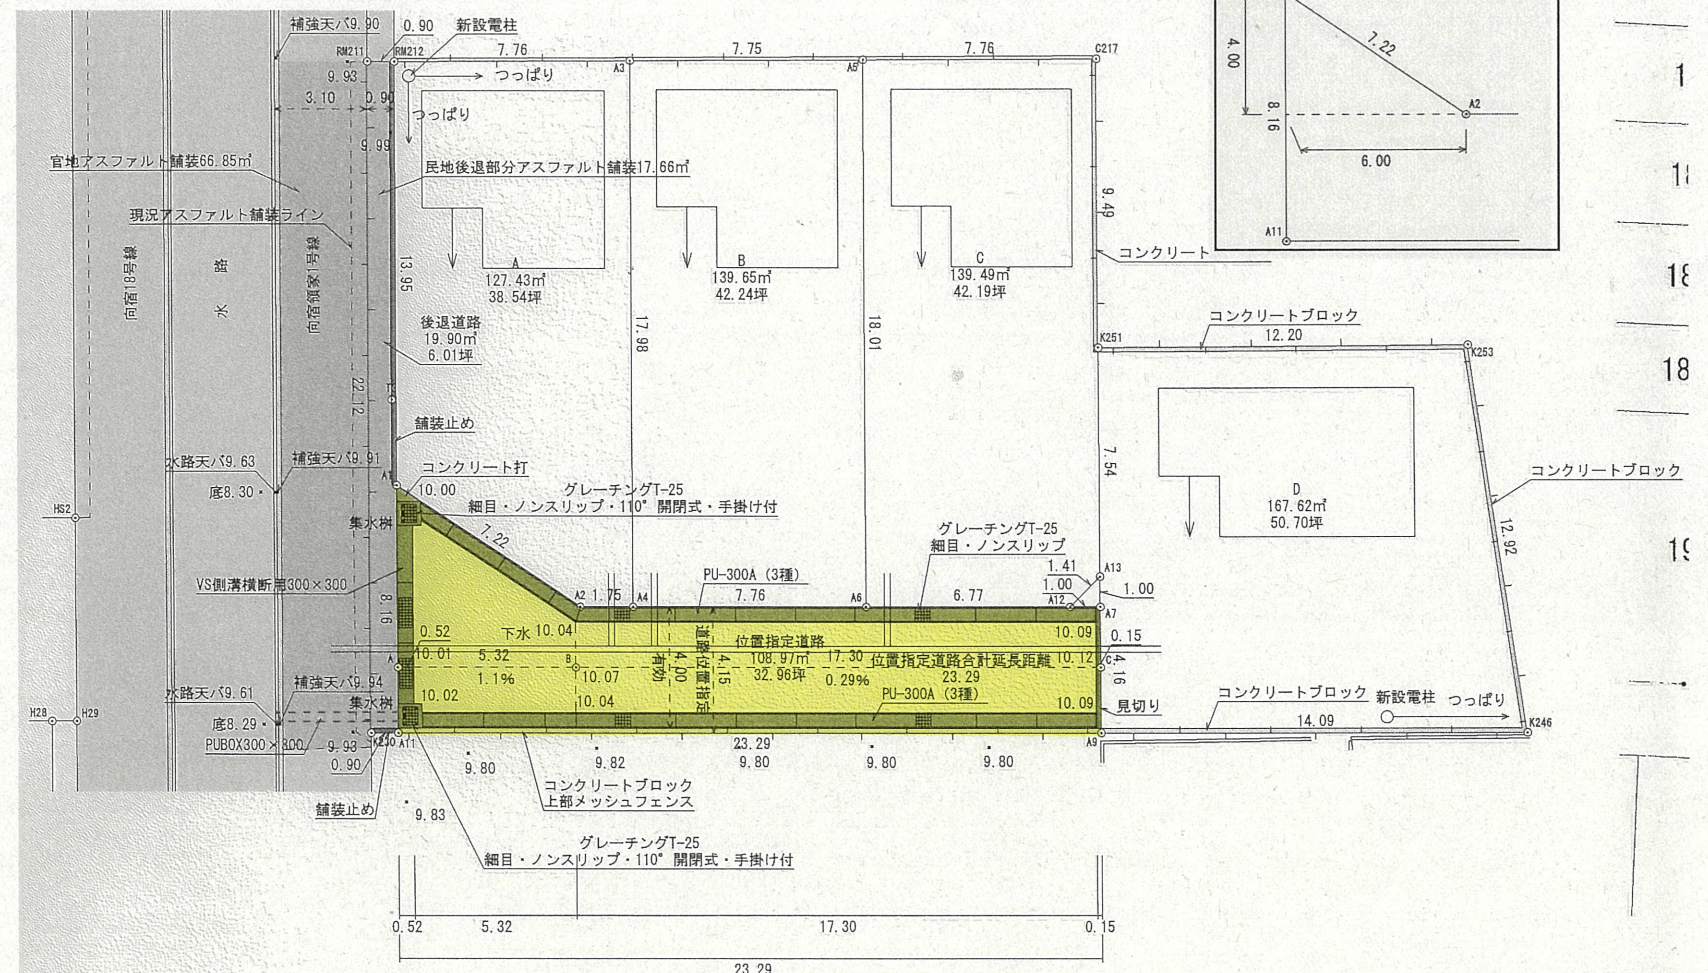 補強天バ9.90
0.90
新設電柱
RM211
RM212
7.76
7.75
7.76
C217
A3
A5
9.93
つっぱり
3.10
0.90
つっぱり
9.99
官地アスファルト舗装66.85㎡
民地後退部分アスファルト舗装17.66㎡
現況アスファルト舗装ライン
向宿18号線
水路
向宿領家1号線
13.95
A
127.43㎡
38.54坪
B
139.65㎡
42.24坪
C
139.49㎡
42.19坪
9.49
コンクリート
後退道路
19.90㎡
6.01坪
17.98
18.01
K251
コンクリートブロック
12.20
K253
22.12
舗装止め
7.54
D
167.62㎡
50.70坪
コンクリートブロック
12.92
水路天バ9.63
補強天バ9.91
A1
コンクリート打
10.00
底8.30
グレーチングT-25
細目・ノンスリップ・110°開閉式・手掛け付
HS2
集水桝
7.22
グレーチングT-25
細目・ノンスリップ
VS側溝横断用300×300
PU-300A (3種)
1.41
1.00
A13
1.00
8.16
A2
1.75
A4
7.76
A6
6.77
A12
A7
0.52
下水
10.04
位置指定道路
108.97㎡
32.96坪
10.09
0.15
10.01
5.32
B
17.30
位置指定道路合計延長距離
10.12
C
A
1.1%
10.07
0.29%
23.29
4.16
有効
4.00
道路位置指定
4.15
10.02
10.04
PU-300A (3種)
10.09
見切り
水路天バ9.61
補強天バ9.94
集水桝
底8.29
H28
H29
PUBOX300×300
9.93
K230
A11
0.90
23.29
A9
コンクリートブロック
新設電柱
つっぱり
14.09
K246
9.80
9.82
9.80
9.80
9.80
コンクリートブロック
上部メッシュフェンス
舗装止め
9.83
グレーチングT-25
細目・ノンスリップ・110°開閉式・手掛け付
0.52
5.32
17.30
0.15
23.29
4.00
7.22
A2
8.16
6.00
A11
18
19